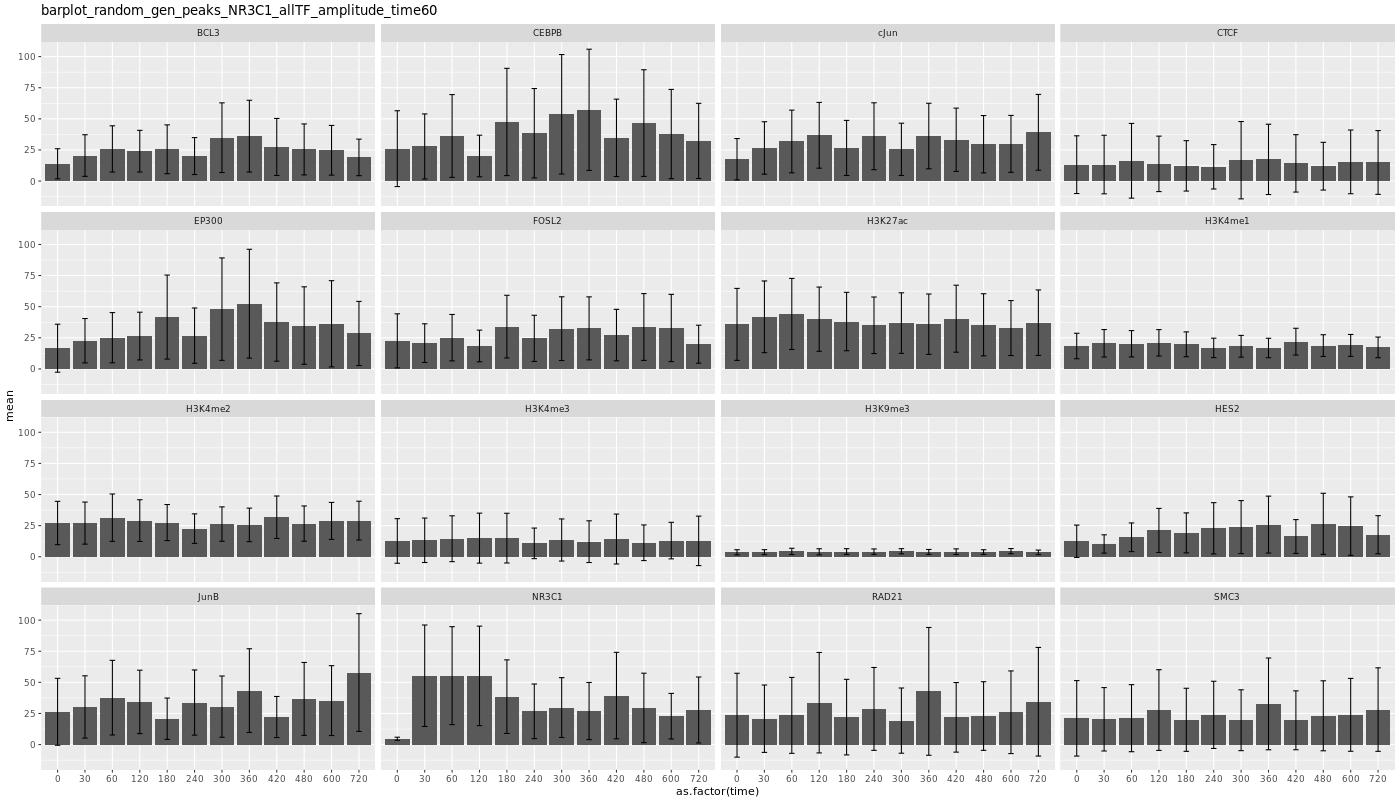 barplot_random_gen_peaks_NR3C1_allTF_amplitude_time60
BCL3 CEBPB cJun CTCF
100
75
50
25
0
EP300 FOSL2 H3K27ac H3K4me1
100
75
50
25
0
mean
H3K4me2 H3K4me3 H3K9me3 HES2
100
75
50
25
0
JunB NR3C1 RAD21 SMC3
100
75
50
25
0
0 30 60 120 180 240 300 360 420 480 600 720 0 30 60 120 180 240 300 360 420 480 600 720 0 30 60 120 180 240 300 360 420 480 600 720 0 30 60 120 180 240 300 360 420 480 600 720
as.factor(time)